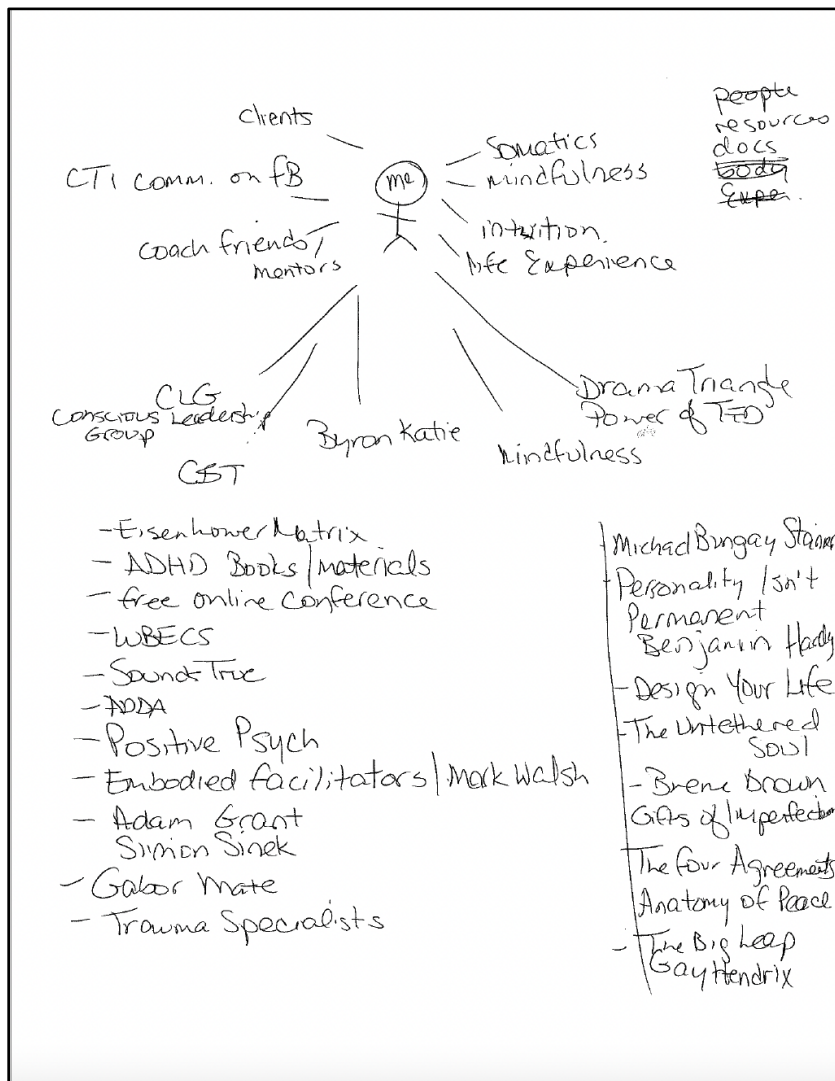 people
resources
docs
body
Exper.
clients
CTI comm. on fB
coach friends/
mentors
me
Somatics
mindfulness
intuition.
life Experience
CLG
Conscious Leadership
Group
CBT
Byron Katie
Mindfulness
Drama Triangle
Power of TED
- Eisenhower Matrix
- ADHD Books/materials
- free online conference
- WBECS
- Sounds True
- ADDA
- Positive Psych
- Embodied facilitators/Mark Walsh
- Adam Grant
Simon Sinek
- Gabor Mate
- Trauma Specialists
- Michael Bungay Stanier
- Personality Isn't
Permanent
Benjamin Hardy
- Design Your Life
- The Untethered
Soul
- Brene Brown
Gifts of Imperfection
The Four Agreements
Anatomy of Peace
- The Big Leap
Gay Hendrix